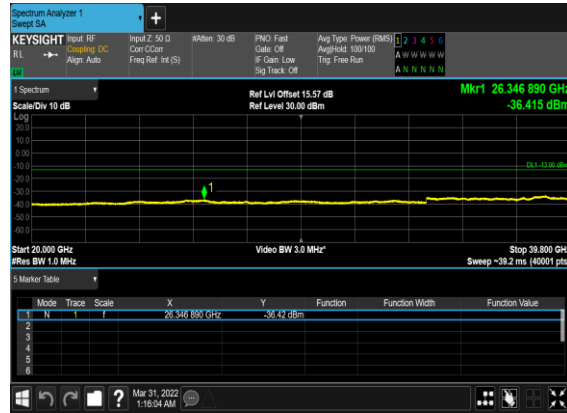 Spectrum Analyzer 1
Swept SA
+
KEYSIGHT Input: RF Input Z: 50 Ω #Atten: 30 dB PNO: Fast Avg Type: Power (RMS) 1 2 3 4 5 6
RL Coupling: DC Corr CCorr Gate: Off Avg|Hold: 100/100 A W W W W W
Align: Auto Freq Ref: Int (S) IF Gain: Low Trig: Free Run
Sig Track: Off A N N N N N
1 Spectrum Ref Lvl Offset 15.57 dB Mkr1 26.346 890 GHz
Scale/Div 10 dB Ref Level 30.00 dBm -36.415 dBm
Log
20.0
10.0
0.00
-10.0
DL1 -13.00 dBm
-20.0
-30.0
1
-40.0
-50.0
-60.0
Start 20.000 GHz Video BW 3.0 MHz* Stop 39.800 GHz
#Res BW 1.0 MHz Sweep ~39.2 ms (40001 pts
5 Marker Table
Mode Trace Scale X Y Function Function Width Function Value
1 N 1 f 26.346 890 GHz -36.42 dBm
2
3
4
5
6
? Mar 31, 2022
1:16:04 AM